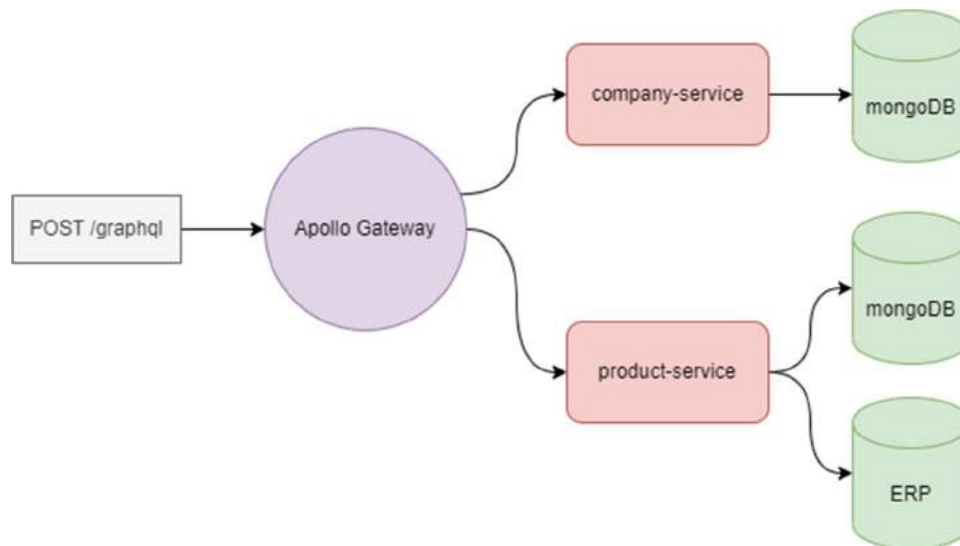 POST /graphql
Apollo Gateway
company-service
mongoDB
product-service
mongoDB
ERP